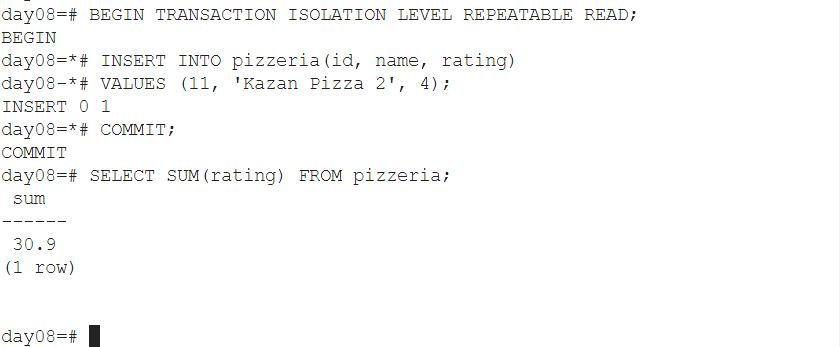 day08=# BEGIN TRANSACTION ISOLATION LEVEL REPEATABLE READ;
BEGIN
day08=*# INSERT INTO pizzeria(id, name, rating)
day08-*# VALUES (11, 'Kazan Pizza 2', 4);
INSERT 0 1
day08=*# COMMIT;
COMMIT
day08=# SELECT SUM(rating) FROM pizzeria;
 sum
------
 30.9
(1 row)
day08=#